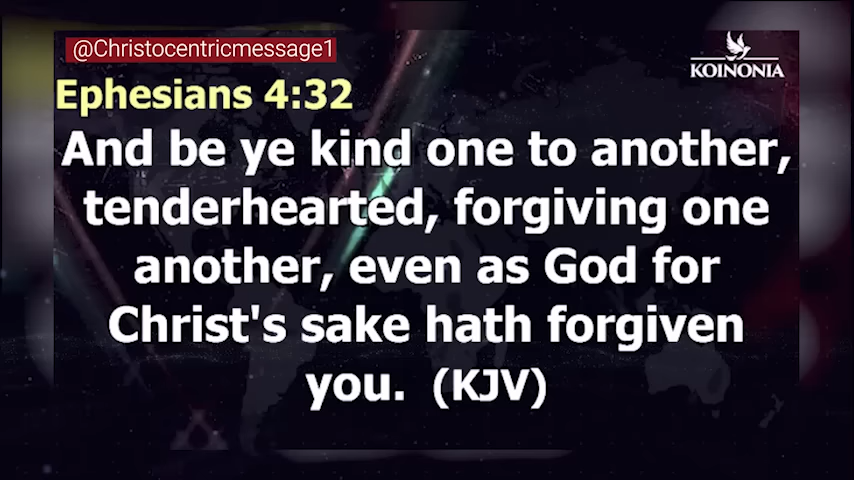 @Christocentricmessage1
KOINONIA
Ephesians 4:32
And be ye kind one to another,
tenderhearted, forgiving one
another, even as God for
Christ's sake hath forgiven
you. (KJV)